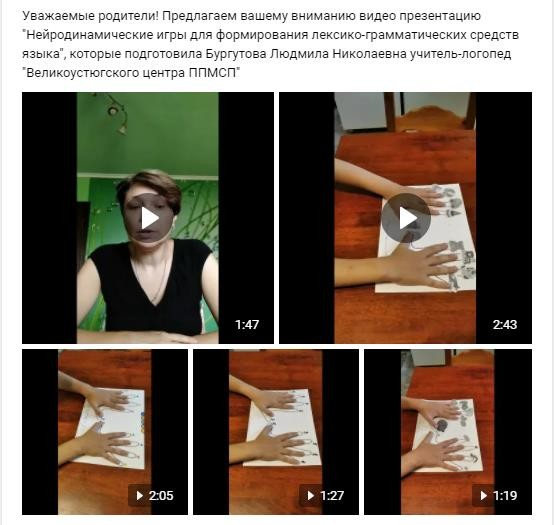 Уважаемые родители! Предлагаем вашему вниманию видео презентацию
"Нейродинамические игры для формирования лексико-грамматических средств
языка", которые подготовила Бургутова Людмила Николаевна учитель-логопед
"Великоустюгского центра ППМСП"
1:47
2:43
2:05
1:27
1:19